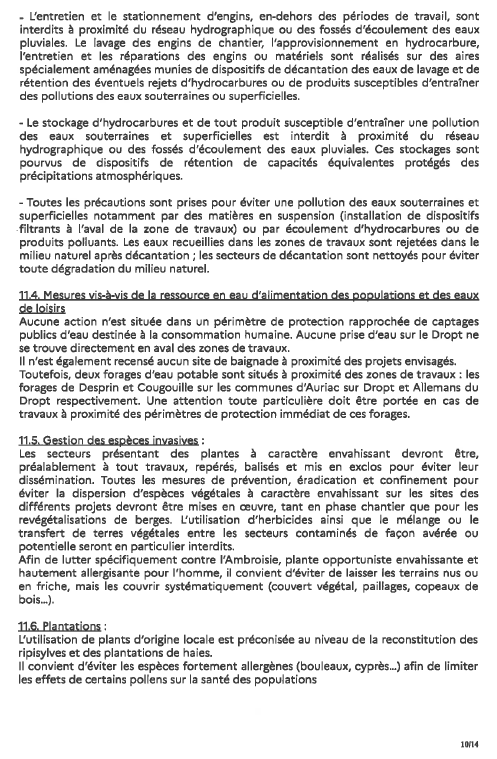 - L'entretien et le stationnement d'engins, en-dehors des périodes de travail, sont
interdits à proximité du réseau hydrographique ou des fossés d'écoulement des eaux
pluviales. Le lavage des engins de chantier, l'approvisionnement en hydrocarbure,
l'entretien et les réparations des engins ou matériels sont réalisés sur des aires
spécialement aménagées munies de dispositifs de décantation des eaux de lavage et de
rétention des éventuels rejets d'hydrocarbures ou de produits susceptibles d'entraîner
des pollutions des eaux souterraines ou superficielles.
- Le stockage d'hydrocarbures et de tout produit susceptible d'entraîner une pollution
des eaux souterraines et superficielles est interdit à proximité du réseau
hydrographique ou des fossés d'écoulement des eaux pluviales. Ces stockages sont
pourvus de dispositifs de rétention de capacités équivalentes protégés des
précipitations atmosphériques.
- Toutes les précautions sont prises pour éviter une pollution des eaux souterraines et
superficielles notamment par des matières en suspension (installation de dispositifs
filtrants à l'aval de la zone de travaux) ou par écoulement d'hydrocarbures ou de
produits polluants. Les eaux recueillies dans les zones de travaux sont rejetées dans le
milieu naturel après décantation ; les secteurs de décantation sont nettoyés pour éviter
toute dégradation du milieu naturel.
11.4. Mesures vis-à-vis de la ressource en eau d'alimentation des populations et des eaux
de loisirs
Aucune action n'est située dans un périmètre de protection rapprochée de captages
publics d'eau destinée à la consommation humaine. Aucune prise d'eau sur le Dropt ne
se trouve directement en aval des zones de travaux.
Il n'est également recensé aucun site de baignade à proximité des projets envisagés.
Toutefois, deux forages d'eau potable sont situés à proximité des zones de travaux : les
forages de Desprin et Cougouille sur les communes d'Auriac sur Dropt et Allemans du
Dropt respectivement. Une attention toute particulière doit être portée en cas de
travaux à proximité des périmètres de protection immédiat de ces forages.
11.5. Gestion des espèces invasives :
Les secteurs présentant des plantes à caractère envahissant devront être,
préalablement à tout travaux, repérés, balisés et mis en exclos pour éviter leur
dissémination. Toutes les mesures de prévention, éradication et confinement pour
éviter la dispersion d'espèces végétales à caractère envahissant sur les sites des
différents projets devront être mises en œuvre, tant en phase chantier que pour les
revégétalisations de berges. L'utilisation d'herbicides ainsi que le mélange ou le
transfert de terres végétales entre les secteurs contaminés de façon avérée ou
potentielle seront en particulier interdits.
Afin de lutter spécifiquement contre l'Ambroisie, plante opportuniste envahissante et
hautement allergisante pour l'homme, il convient d'éviter de laisser les terrains nus ou
en friche, mais les couvrir systématiquement (couvert végétal, paillages, copeaux de
bois...).
11.6. Plantations :
L'utilisation de plants d'origine locale est préconisée au niveau de la reconstitution des
ripisylves et des plantations de haies.
Il convient d'éviter les espèces fortement allergènes (bouleaux, cyprès...) afin de limiter
les effets de certains pollens sur la santé des populations
10/14